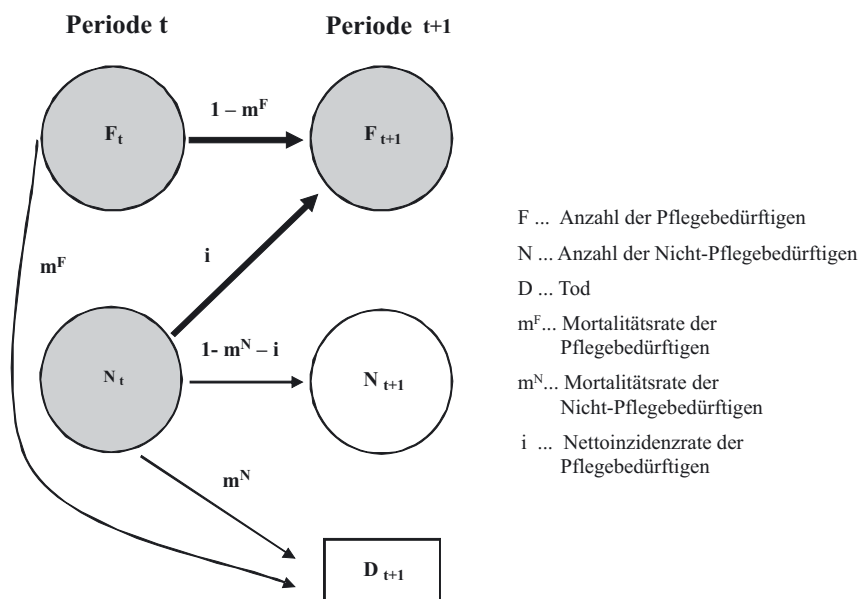 Periode t
Periode t+1
1 – m^F
F_t
F_t+1
m^F
i
1- m^N – i
N_t
N_t+1
m^N
D_t+1
F ... Anzahl der Pflegebedürftigen
N ... Anzahl der Nicht-Pflegebedürftigen
D ... Tod
m^F... Mortalitätsrate der
Pflegebedürftigen
m^N... Mortalitätsrate der
Nicht-Pflegebedürftigen
i ... Nettoinzidenzrate der
Pflegebedürftigen